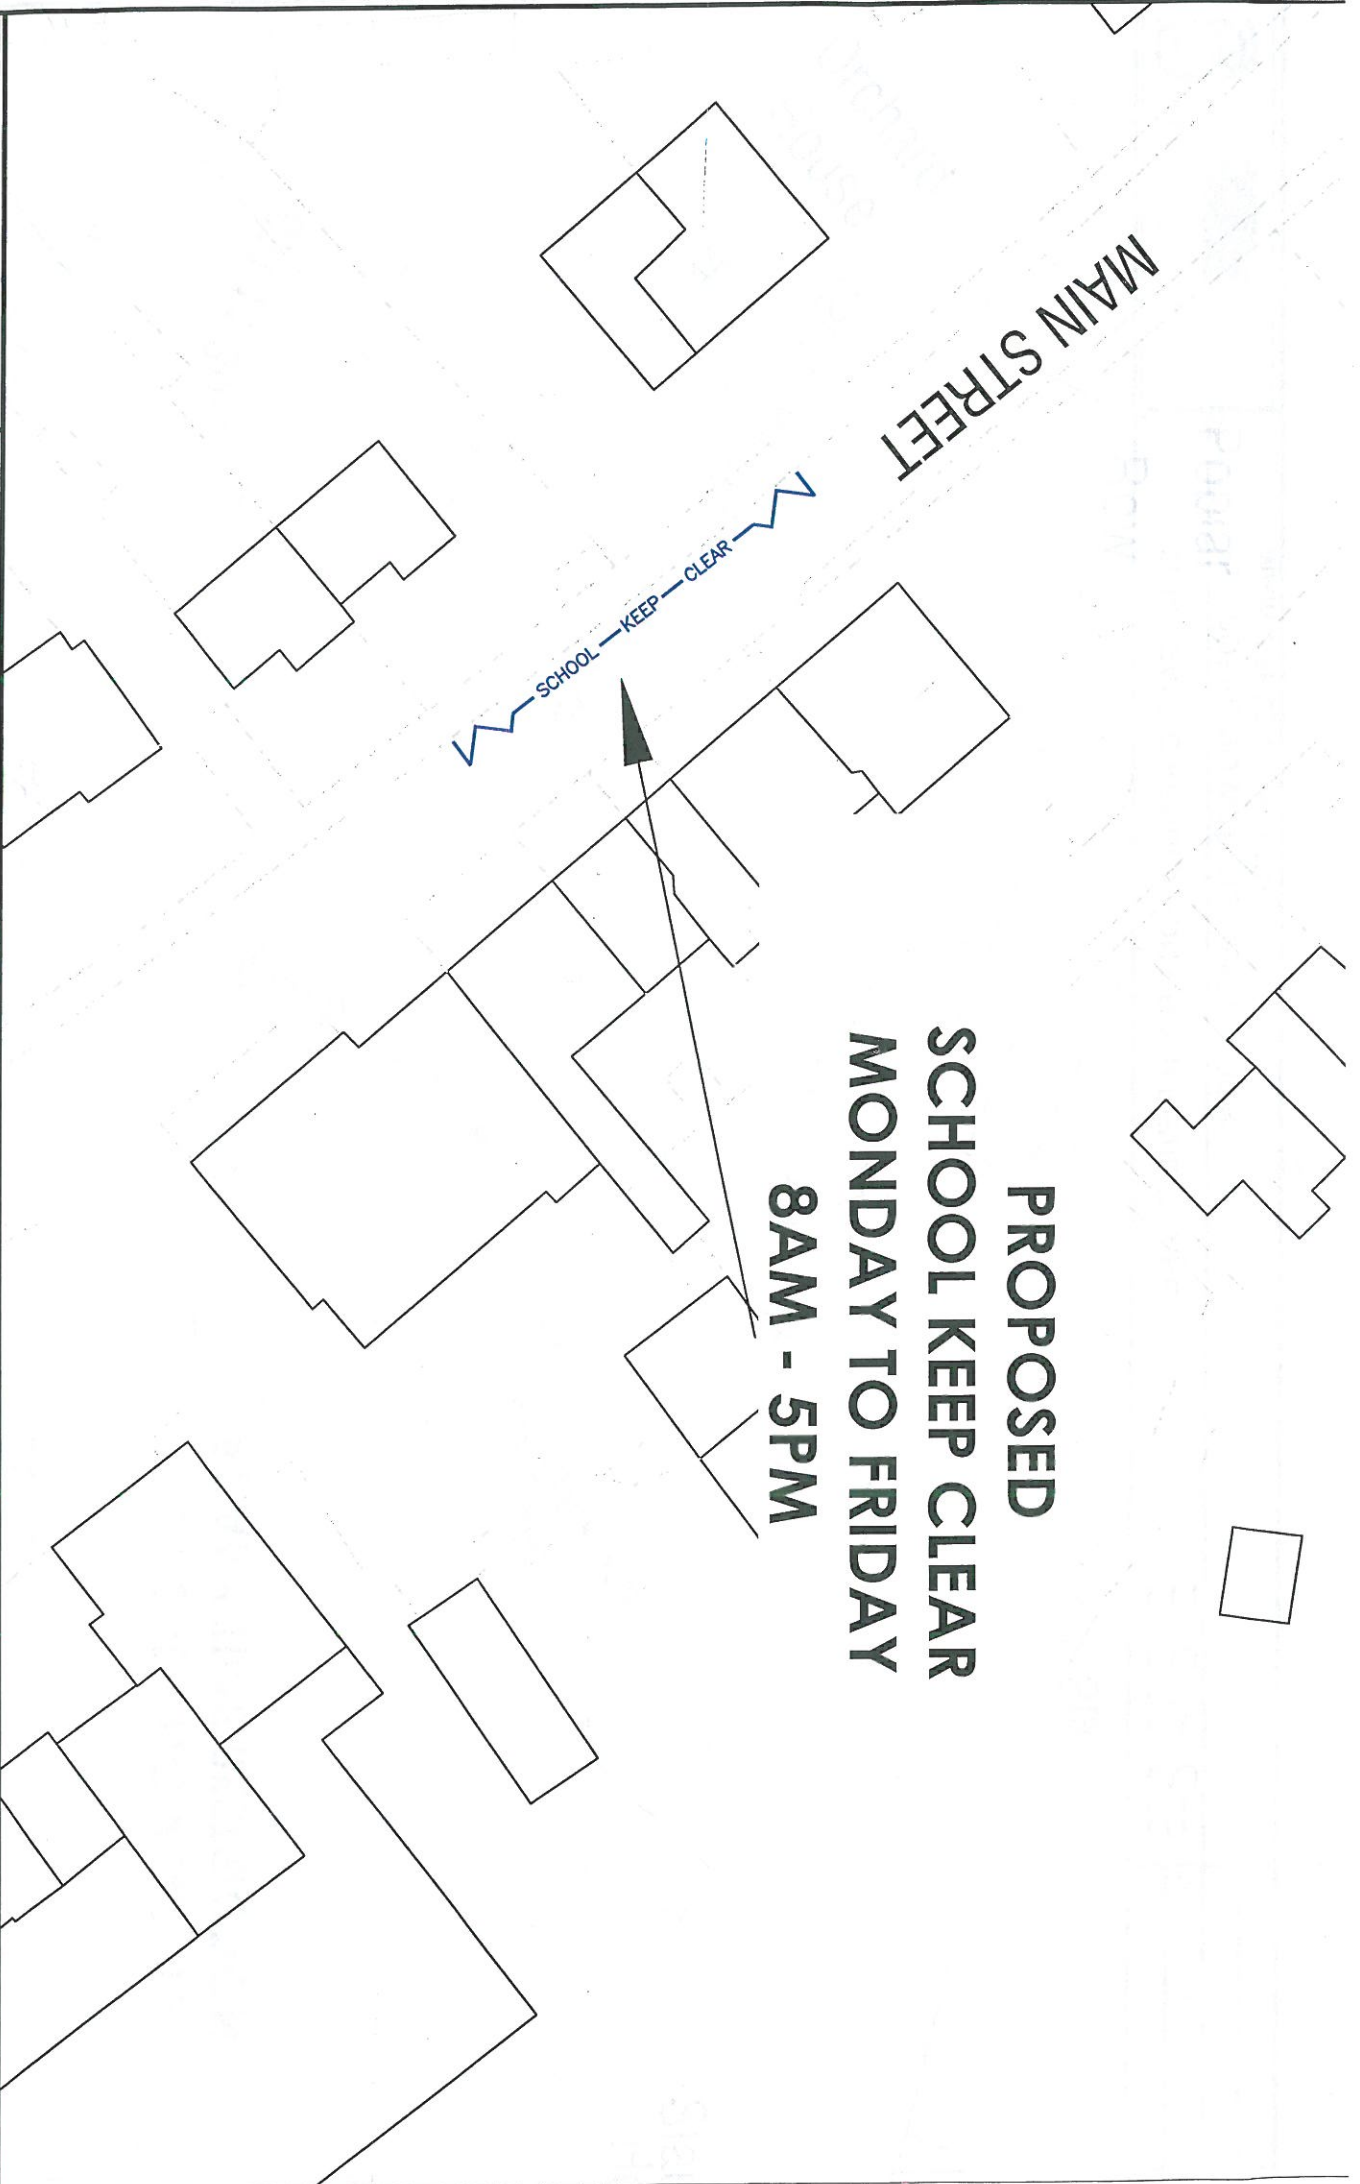 MAIN STREET
SCHOOL KEEP CLEAR
PROPOSED
SCHOOL KEEP CLEAR
MONDAY TO FRIDAY
8AM - 5PM